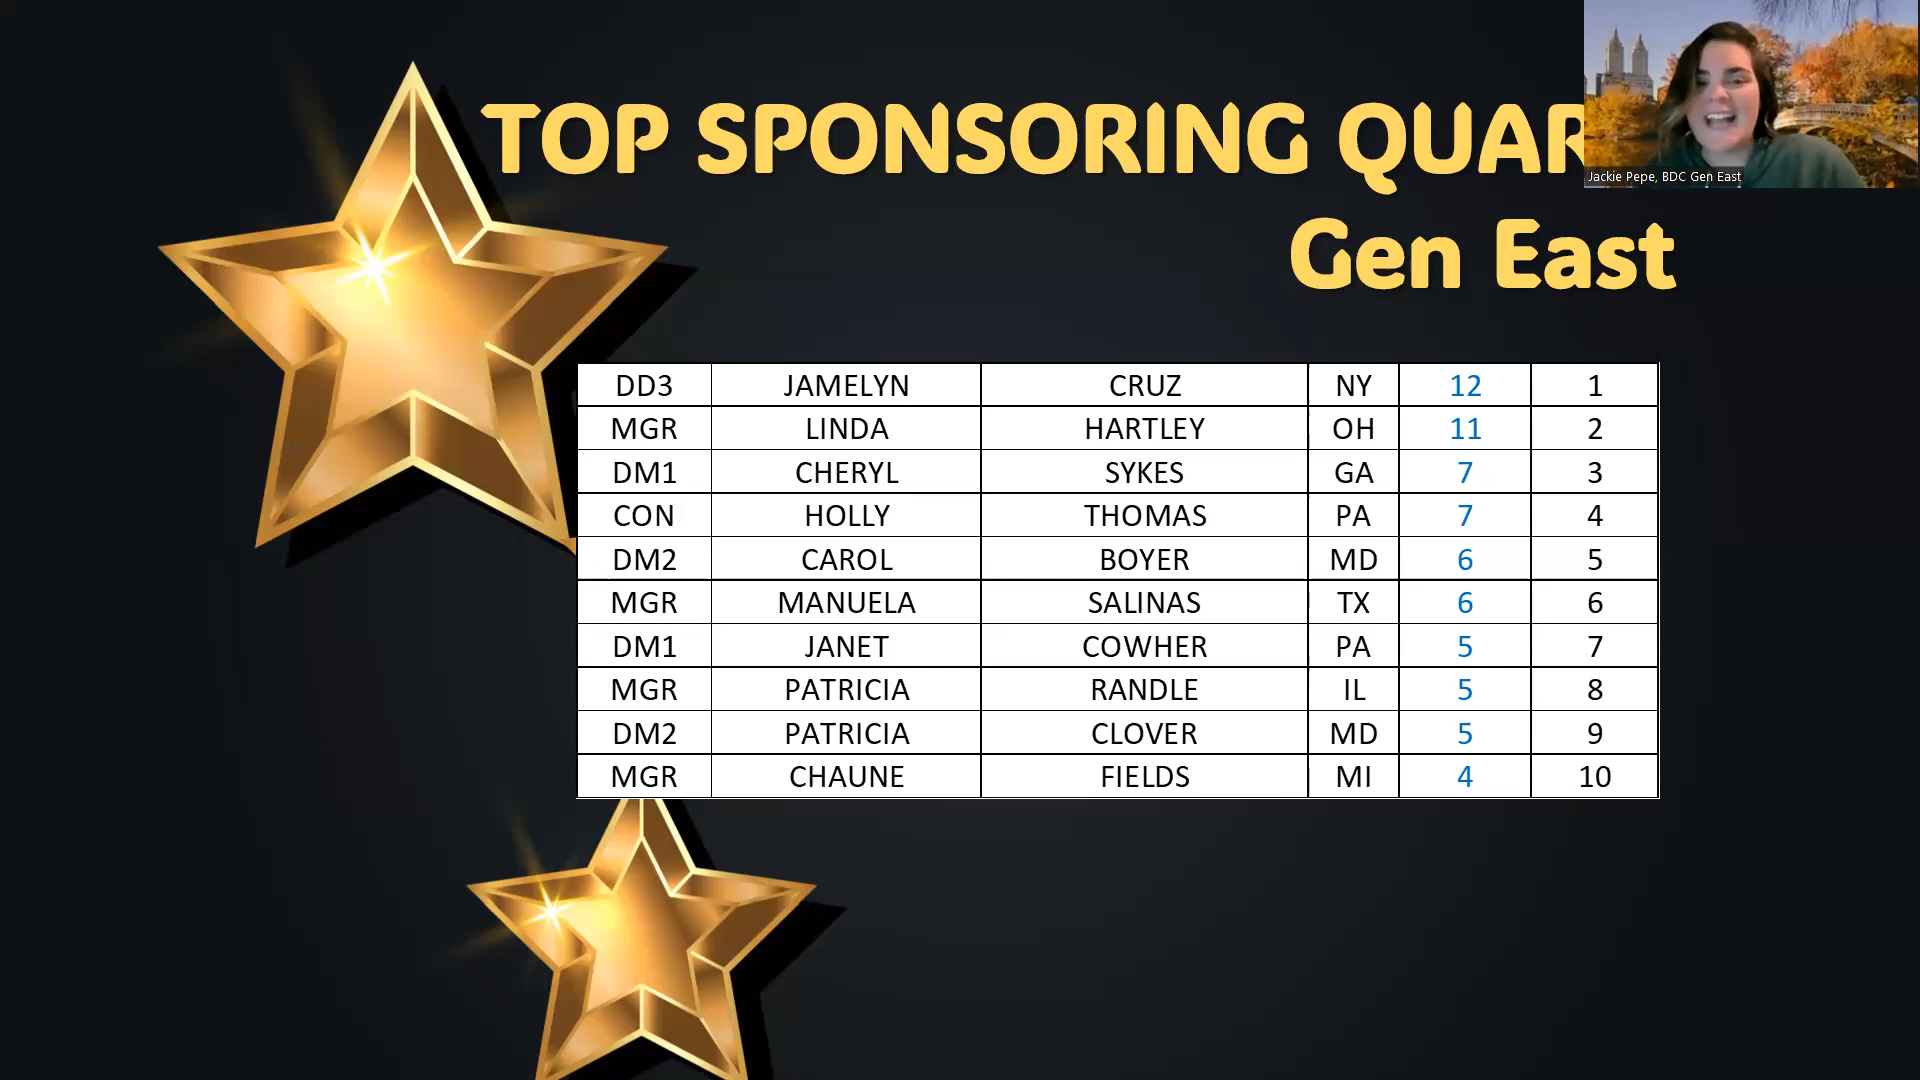 TOP SPONSORING QUAR
Gen East
Jackie Pepe, BDC Gen East
DD3 JAMELYN CRUZ NY 12 1
MGR LINDA HARTLEY OH 11 2
DM1 CHERYL SYKES GA 7 3
CON HOLLY THOMAS PA 7 4
DM2 CAROL BOYER MD 6 5
MGR MANUELA SALINAS TX 6 6
DM1 JANET COWHER PA 5 7
MGR PATRICIA RANDLE IL 5 8
DM2 PATRICIA CLOVER MD 5 9
MGR CHAUNE FIELDS MI 4 10